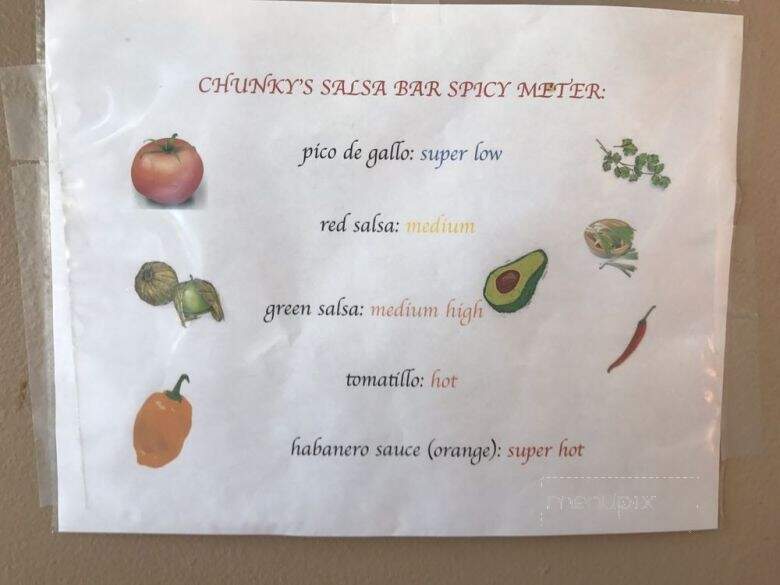 CHUNKY'S SALSA BAR SPICY METER:
pico de gallo: super low
red salsa: medium
green salsa: medium high
tomatillo: hot
habanero sauce (orange): super hot
menupix